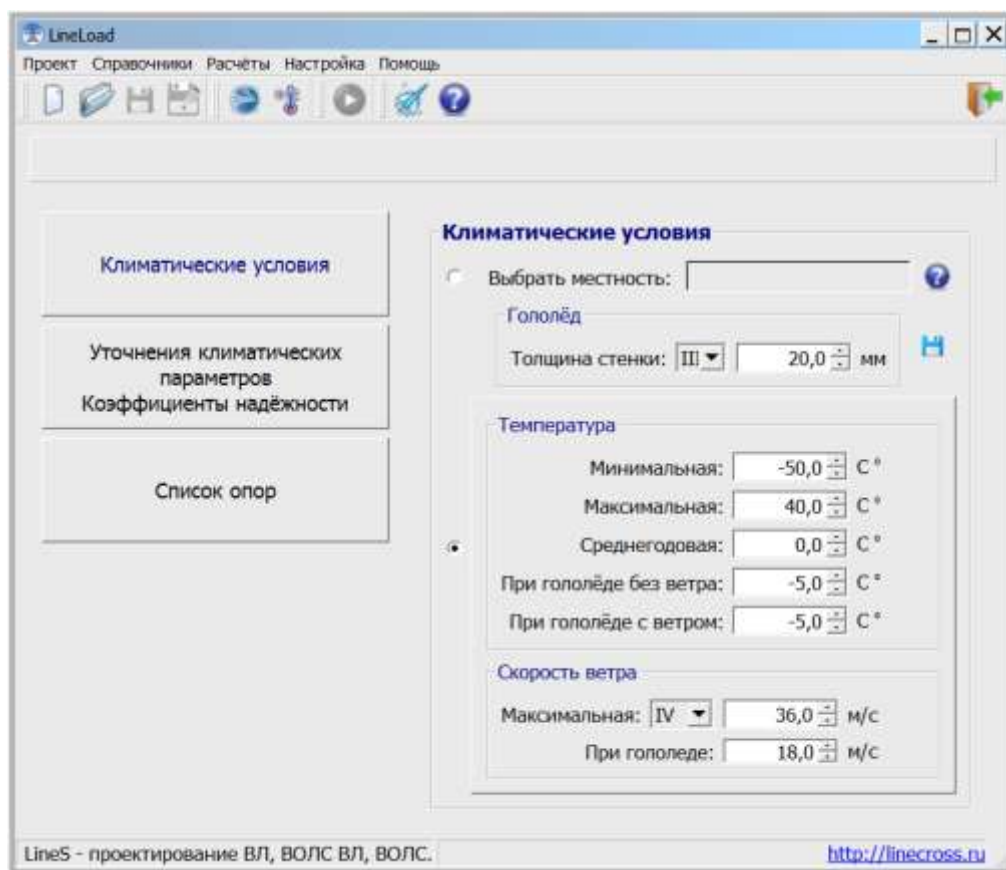 LineLoad
Проект Справочники Расчёты Настройка Помощь
Климатические условия
Уточнения климатических
параметров
Коэффициенты надёжности
Список опор
Климатические условия
Выбрать местность:
Гололёд
Толщина стенки: III 20,0 мм
Температура
Минимальная: -50,0 С °
Максимальная: 40,0 С °
Среднегодовая: 0,0 С °
При гололёде без ветра: -5,0 С °
При гололёде с ветром: -5,0 С °
Скорость ветра
Максимальная: IV 36,0 м/с
При гололеде: 18,0 м/с
LineS - проектирование ВЛ, ВОЛС ВЛ, ВОЛС.
http://linecross.ru